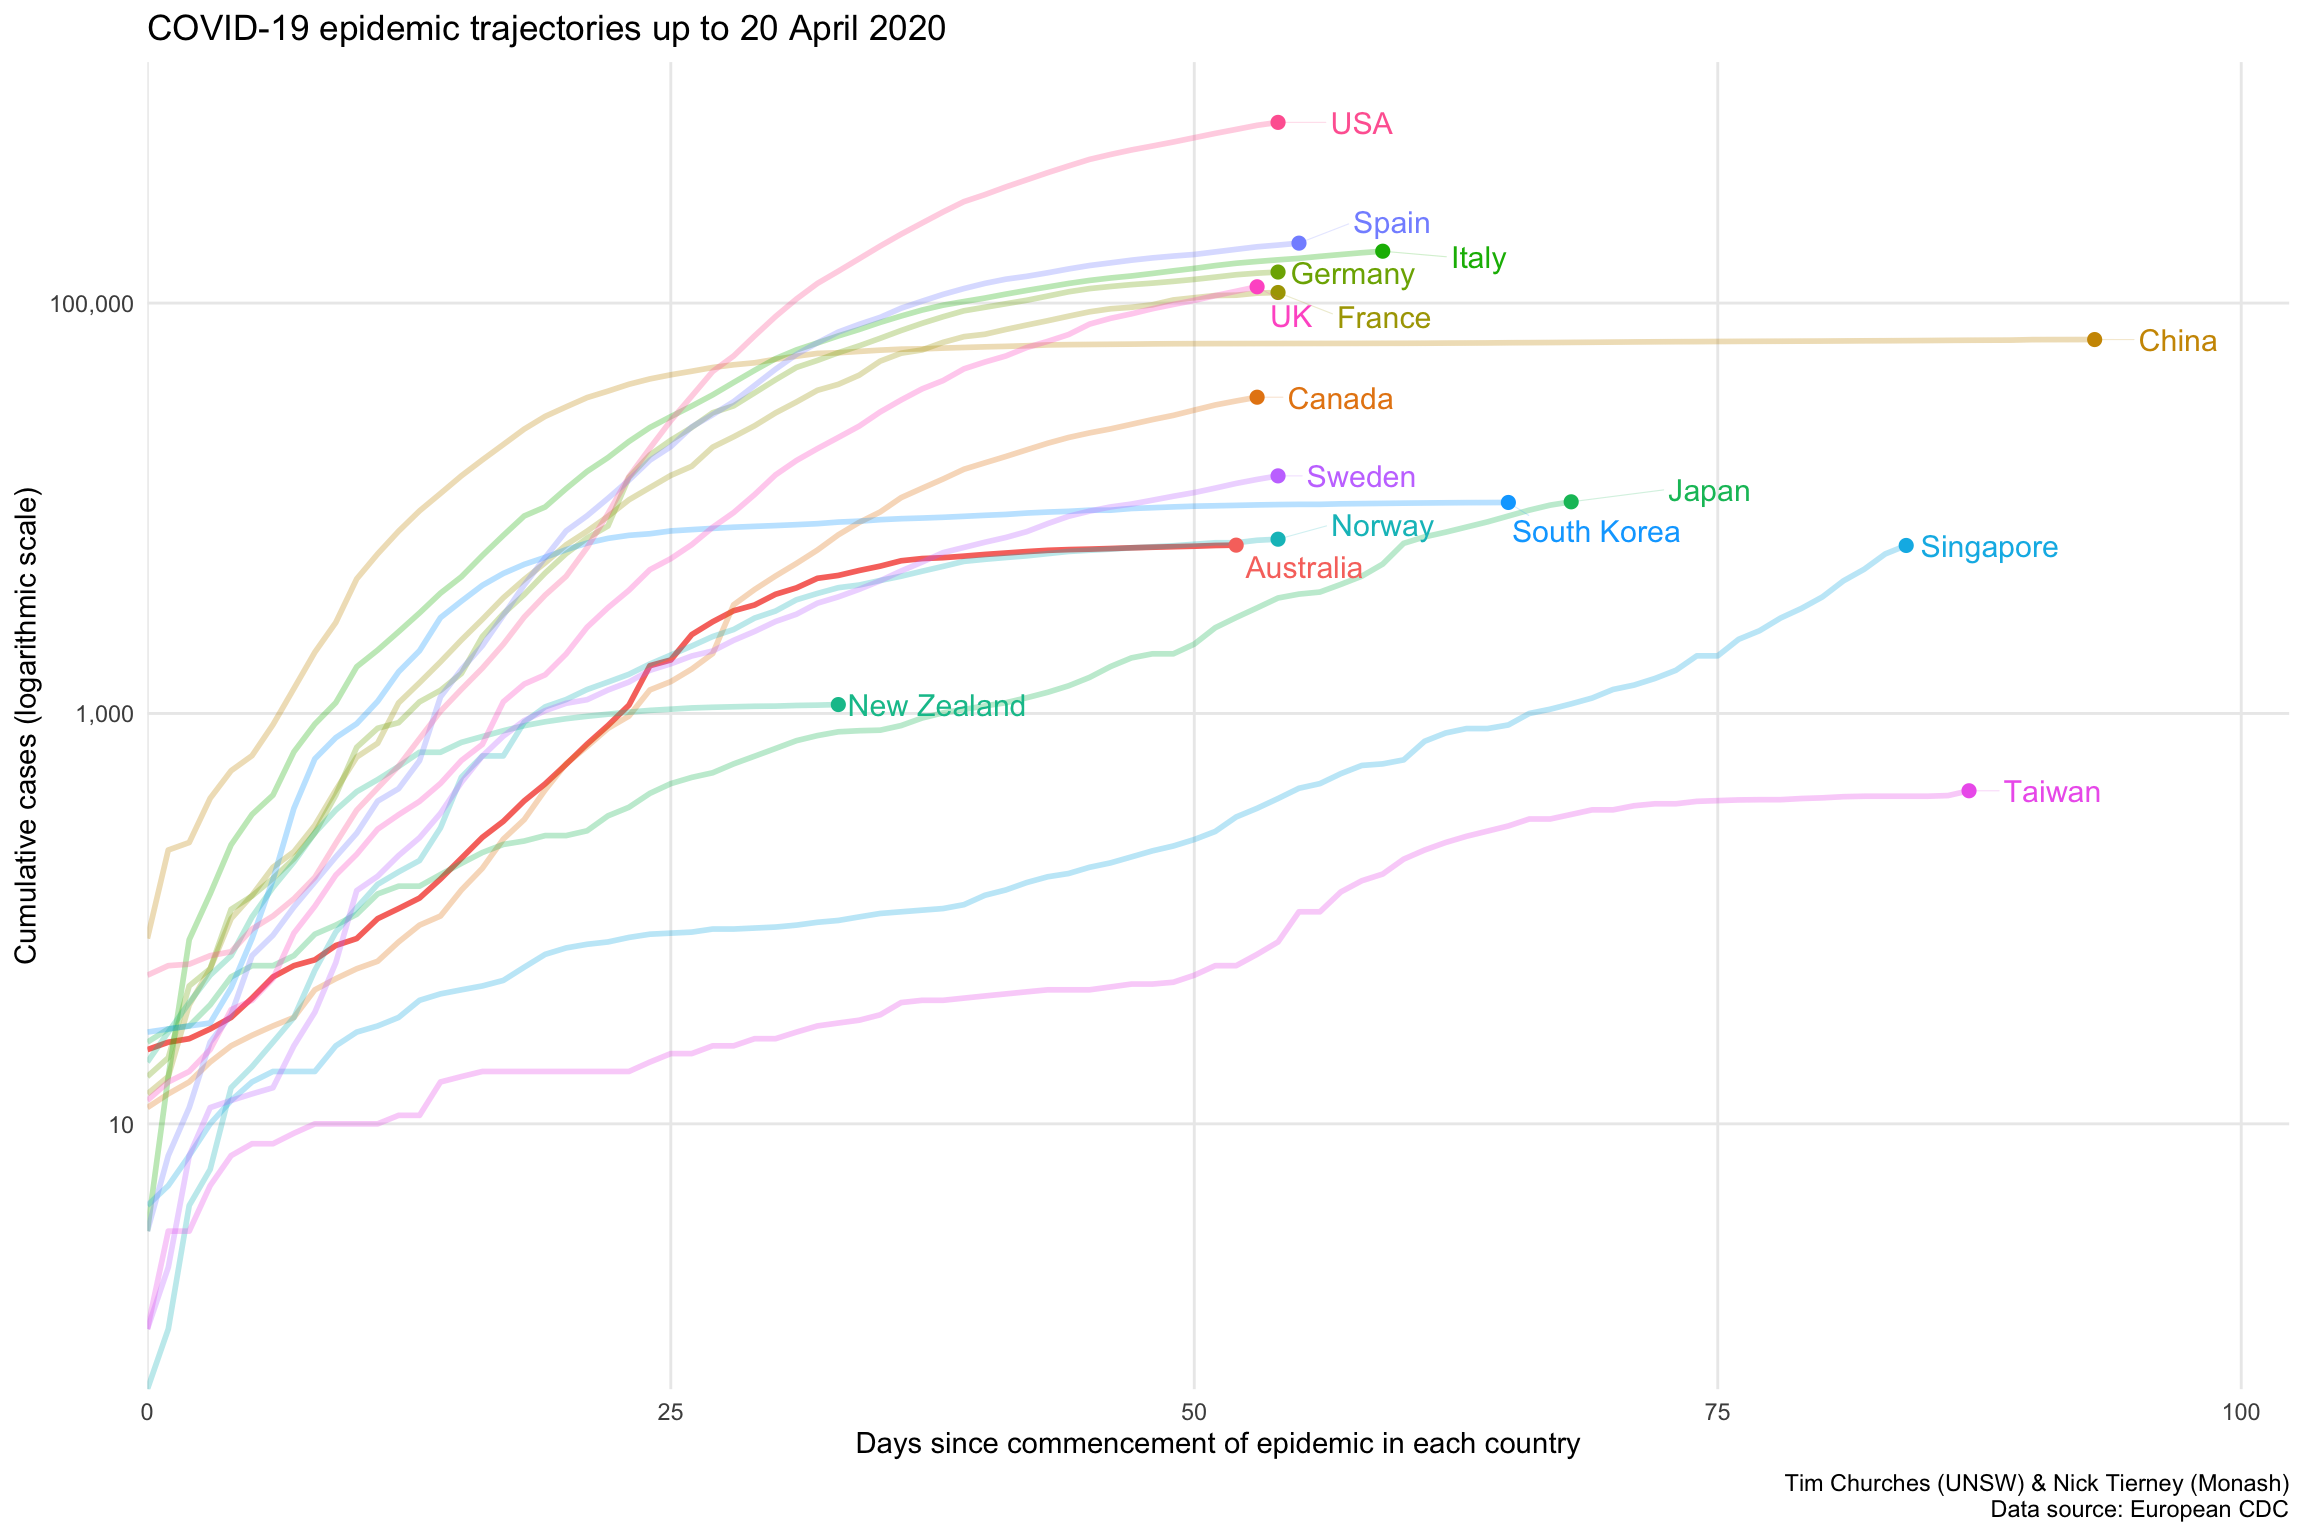 COVID-19 epidemic trajectories up to 20 April 2020
USA
Spain
Italy
Germany
100,000
UK
France
China
Canada
Sweden
Japan
Norway
South Korea
Singapore
Australia
Cumulative cases (logarithmic scale)
New Zealand
1,000
Taiwan
10
0 25 50 75 100
Days since commencement of epidemic in each country
Tim Churches (UNSW) & Nick Tierney (Monash)
Data source: European CDC